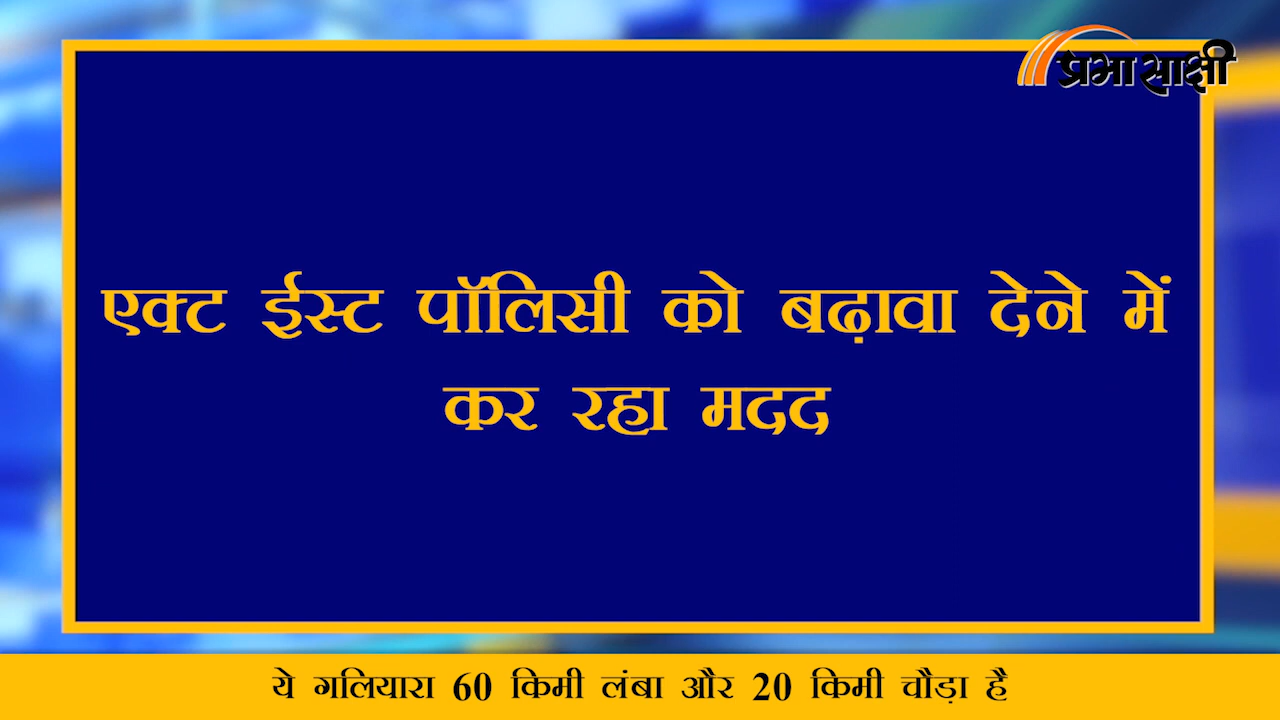 प्रभासाक्षी
एक्ट ईस्ट पॉलिसी को बढ़ावा देने में
कर रहा मदद
ये गलियारा 60 किमी लंबा और 20 किमी चौड़ा है